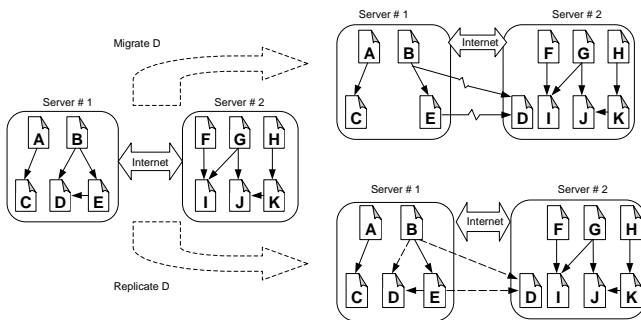 Migrate D
Server # 1
Server # 2
A B
Internet
F G H
C D E
I J K
Replicate D
Server # 1
Server # 2
Internet
A B
F G H
C E
D I J K
Server # 1
Server # 2
Internet
A B
F G H
C D E
D I J K